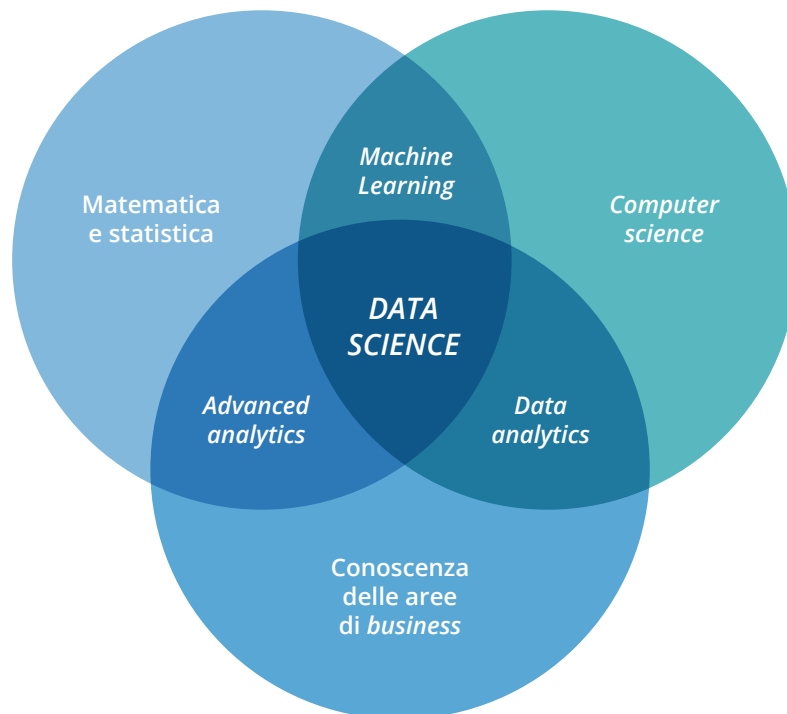 Machine
Learning
Matematica
e statistica
Computer
science
DATA
SCIENCE
Advanced
analytics
Data
analytics
Conoscenza
delle aree
di business